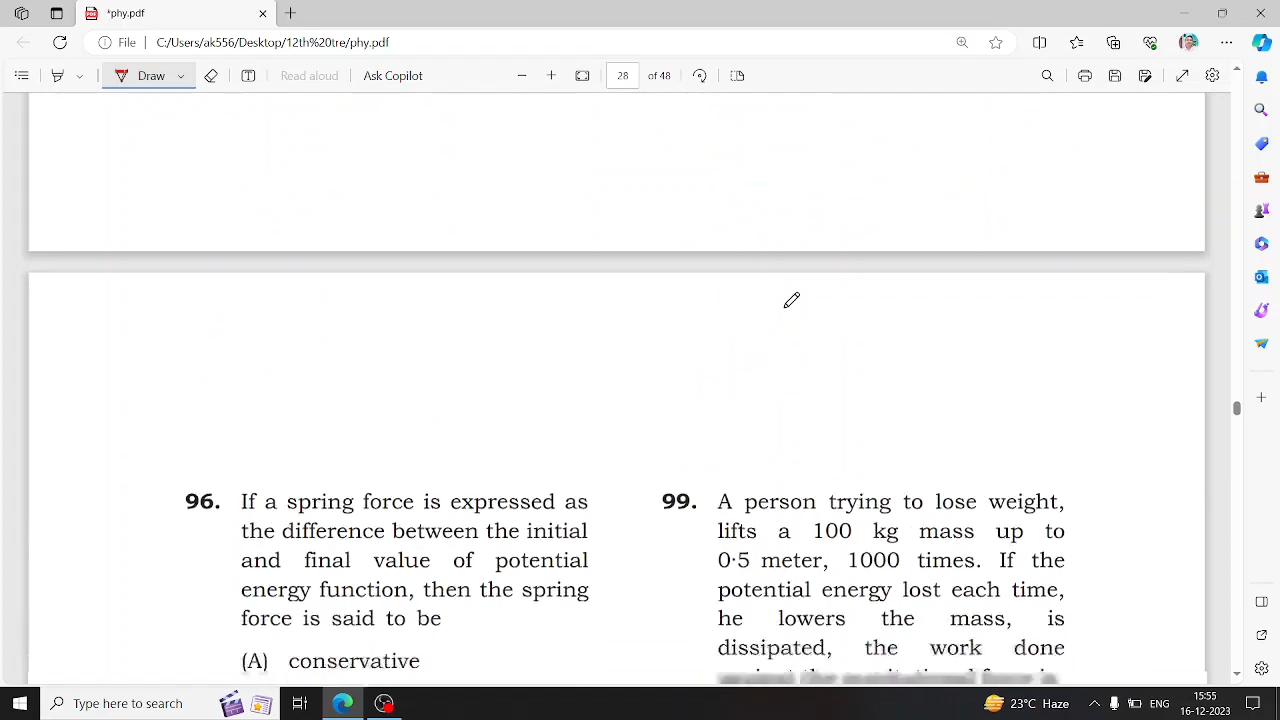 *phy.pdf
File
C:/Users/ak556/Desktop/12th%20tre/phy.pdf
Draw
Read aloud
Ask Copilot
28
of 48
96. If a spring force is expressed as
the difference between the initial
and final value of potential
energy function, then the spring
force is said to be
(A) conservative
99. A person trying to lose weight,
lifts a 100 kg mass up to
0·5 meter, 1000 times. If the
potential energy lost each time,
he lowers the mass, is
dissipated, the work done
Type here to search
23°C Haze
ENG
15:55
16-12-2023